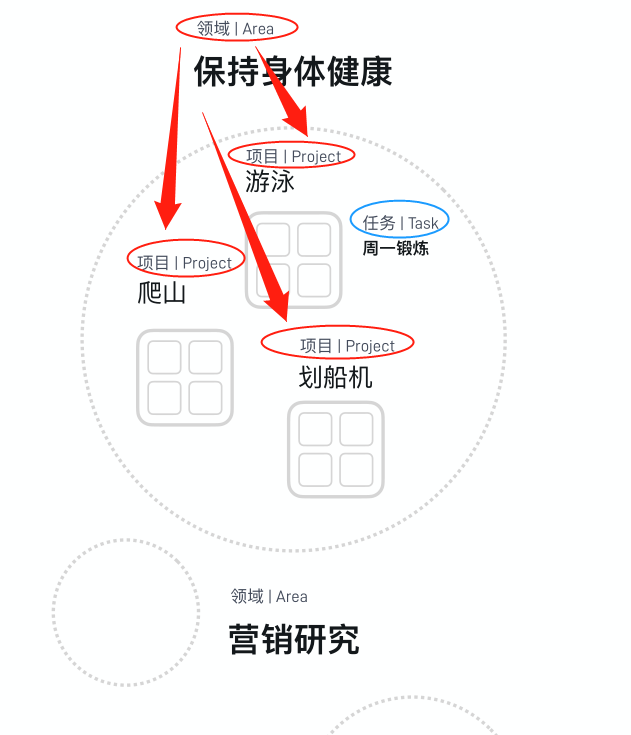 领域 | Area
保持身体健康
项目 | Project
游泳
任务 | Task
周一锻炼
项目 | Project
爬山
项目 | Project
划船机
领域 | Area
营销研究